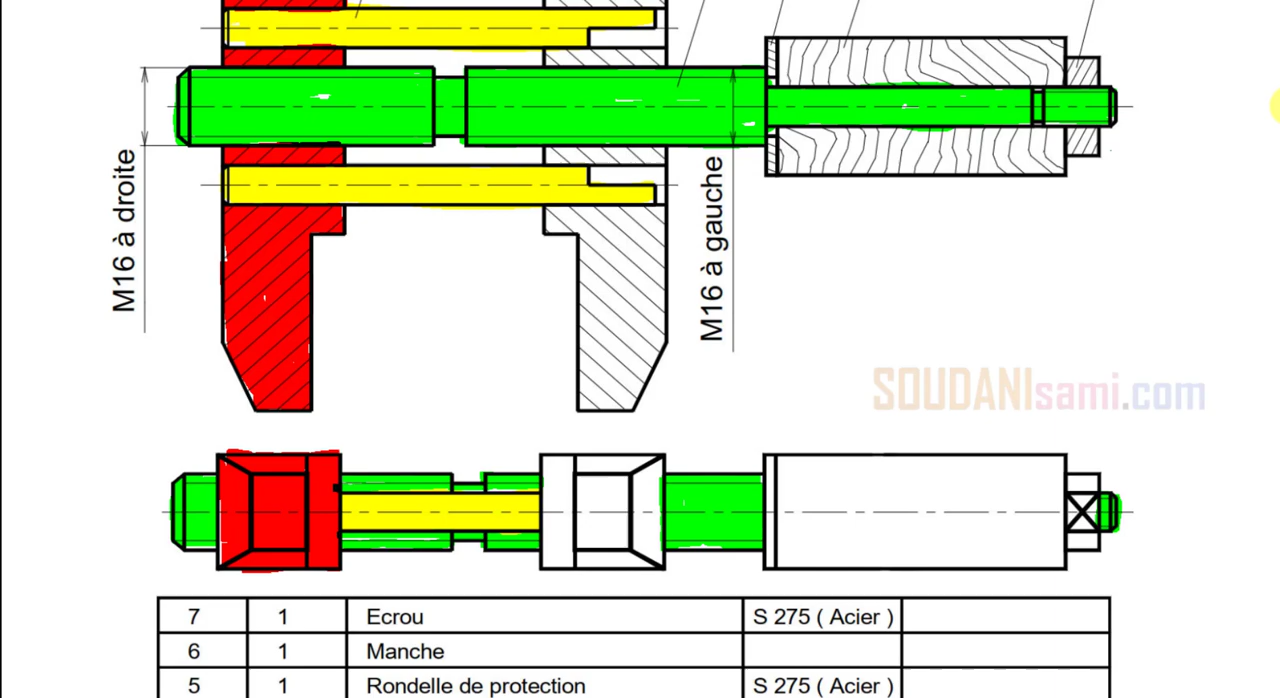 M16 à droite
M16 à gauche
SOUDANIsami.com
7 1 Ecrou S 275 ( Acier )
6 1 Manche
5 1 Rondelle de protection S 275 ( Acier )